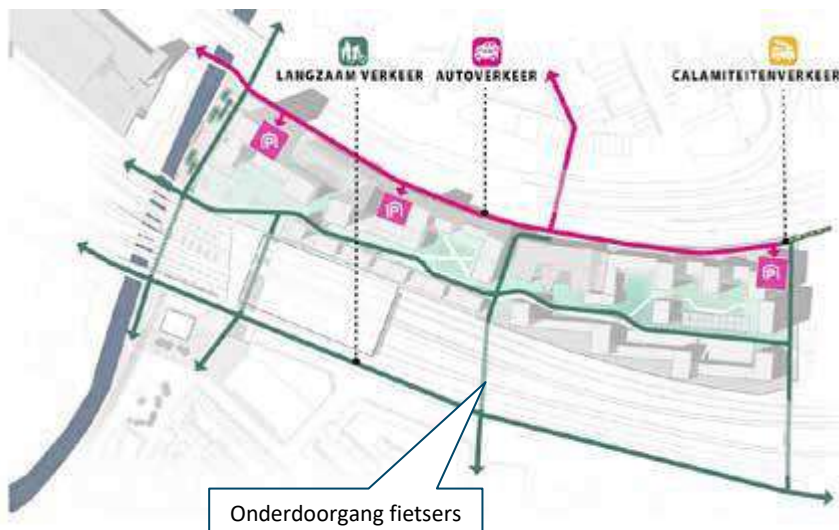 LANGZAAM VERKEER
AUTOVERKEER
CALAMITEITENVERKEER
P
P
P
Onderdoorgang fietsers